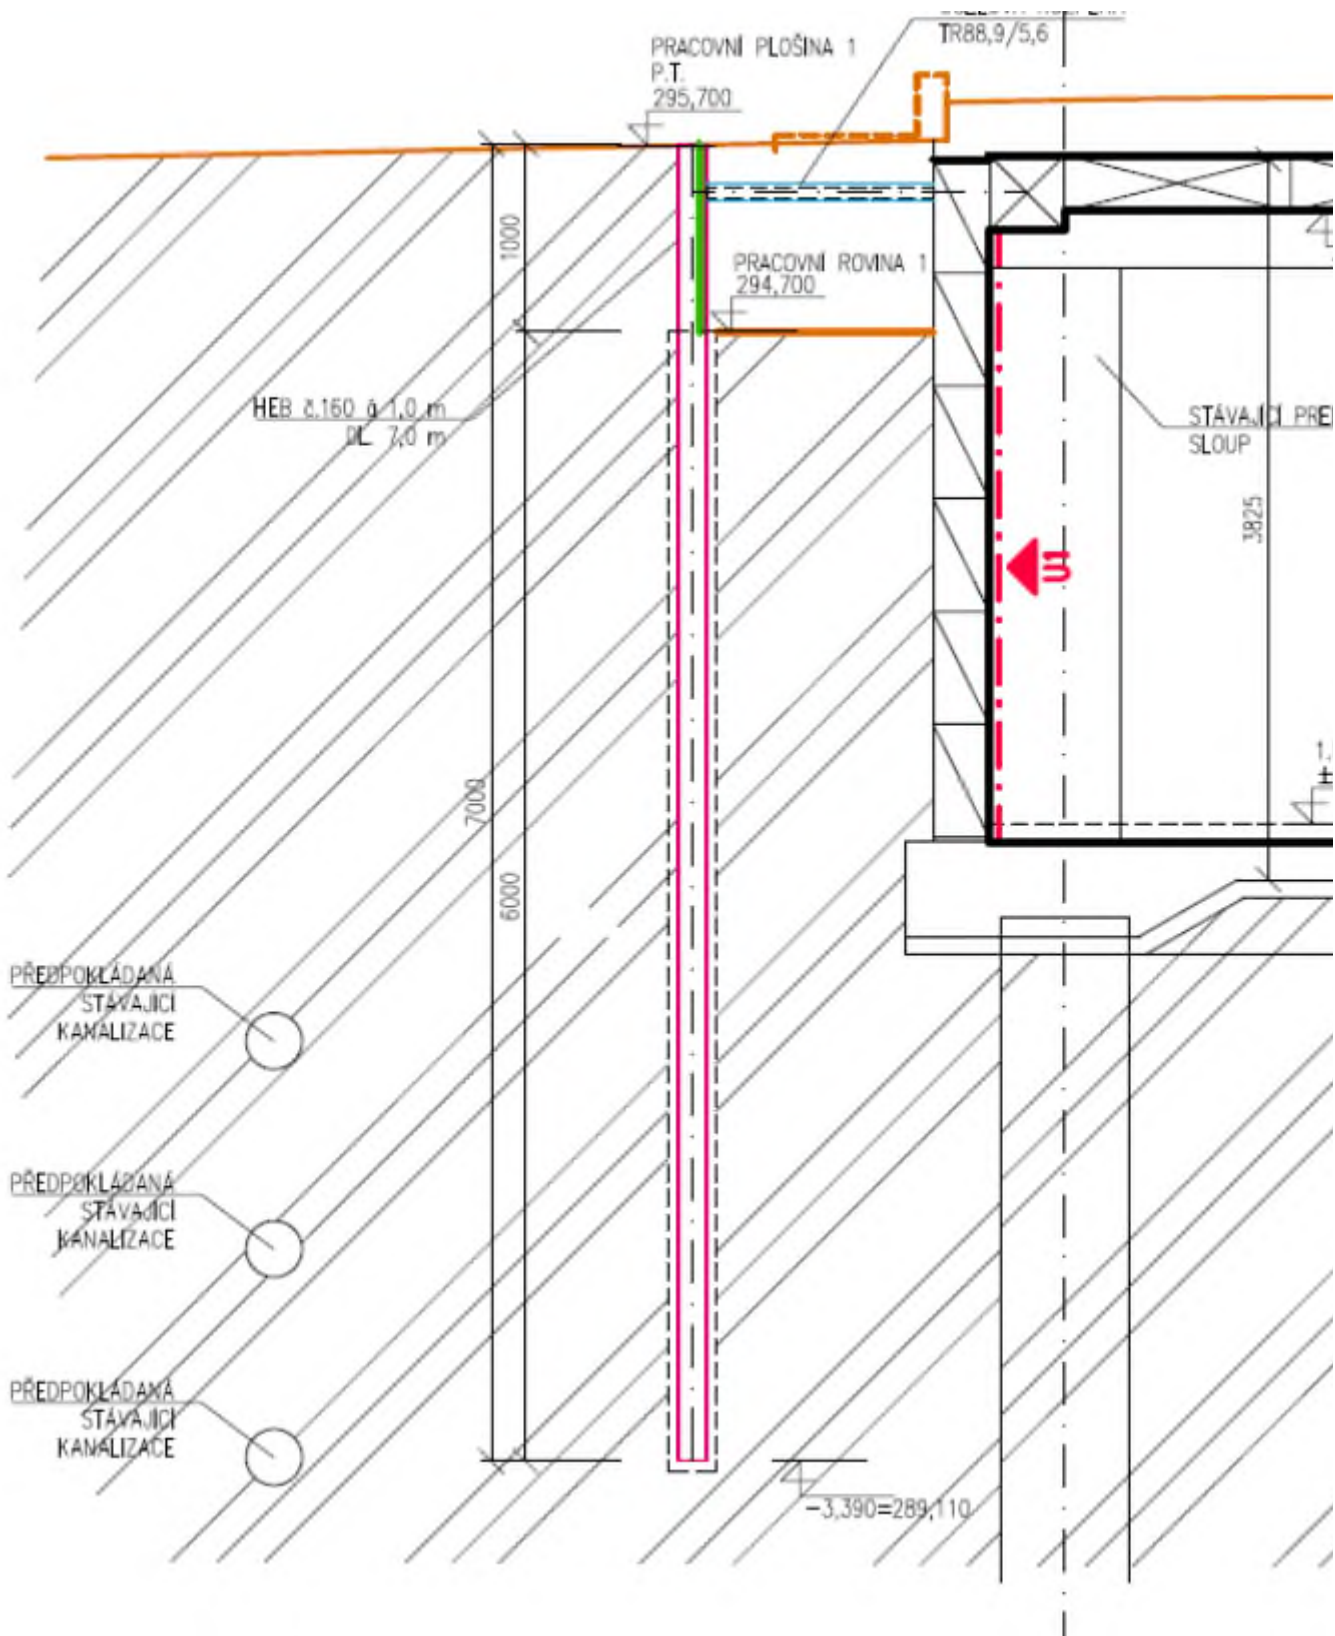 TR88,9/5,6
PRACOVNÍ PLOŠINA 1
P.T.
295,700
1000
PRACOVNÍ ROVINA 1
294,700
HEB č.160 á 1,0 m
DL. 7,0 m
STÁVAJÍCÍ PRE
SLOUP
3825
U1
7000
6000
PŘEDPOKLÁDANÁ
STÁVAJÍCÍ
KANALIZACE
PŘEDPOKLÁDANÁ
STÁVAJÍCÍ
KANALIZACE
PŘEDPOKLÁDANÁ
STÁVAJÍCÍ
KANALIZACE
-3,390=289,110